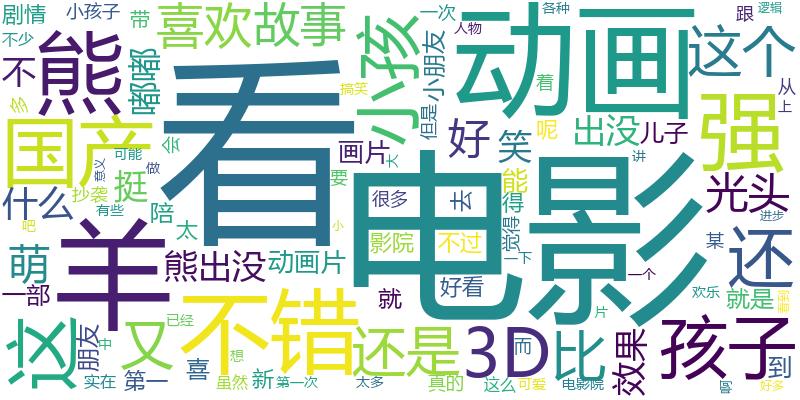 剧情
小孩子
带
喜欢
故事
小孩
一次
各种
跟
逻辑
不少
不
熊
嘟嘟
人物
动画
这个
小朋友
但是
搞笑
着
从
上
多
看
国产
会
画片
好
笑
呢
出没
儿子
强
大
可能
意义
做
挺
抄袭
要
很多
去
能
得
讲
光头
什么
有些
陪
太
电影
影院
不过
觉得
某
进步
还
吧
羊
小
萌
熊出没
动画片
一下
好看
一个
一部
就
欢乐
就是
看到
片
这
朋友
中
又
已经
不错
还是
3D
而
比
效果
孩子
到
想
喜
实在
第一
虽然
新
第一次
太多
真的
这么
可爱
电影院
好多